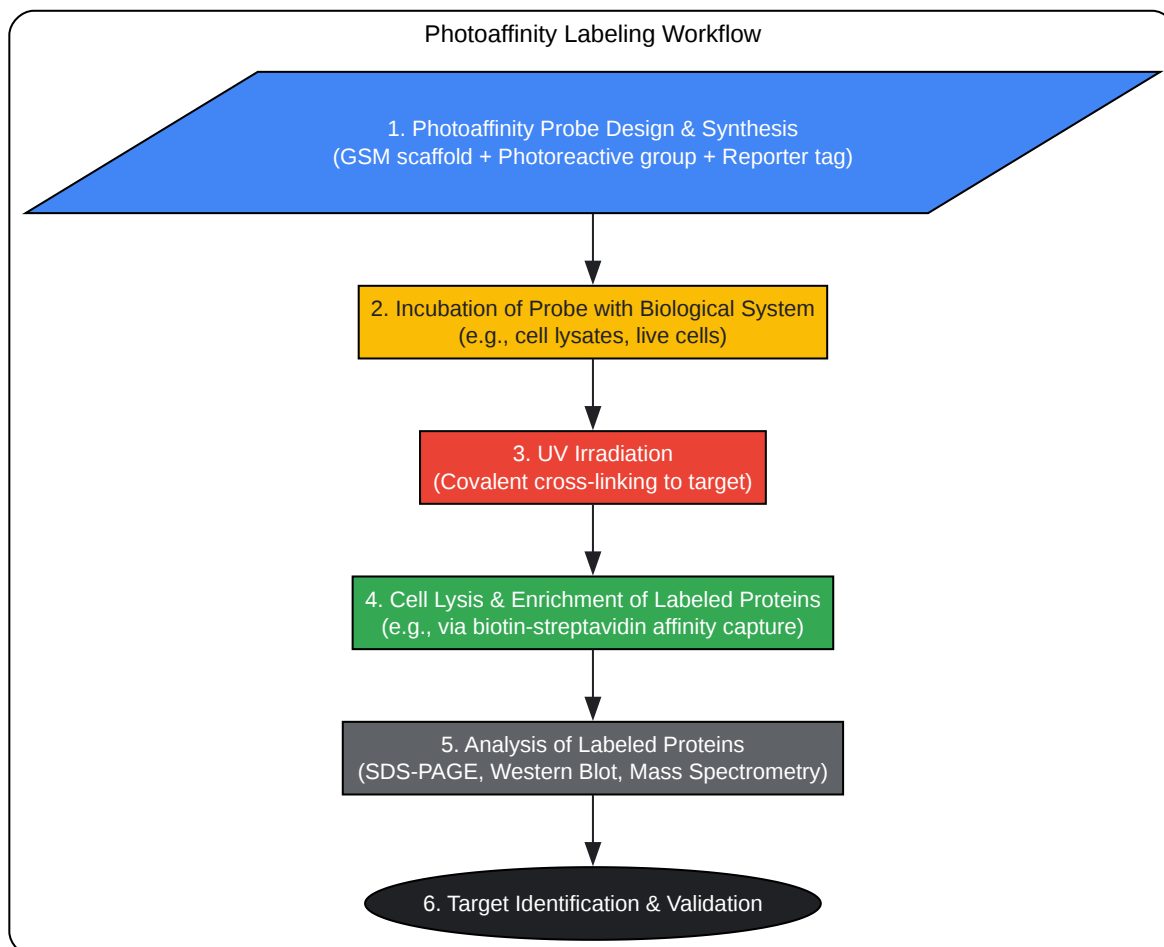 Photoaffinity Labeling Workflow
1. Photoaffinity Probe Design & Synthesis
(GSM scaffold + Photoreactive group + Reporter tag)
2. Incubation of Probe with Biological System
(e.g., cell lysates, live cells)
3. UV Irradiation
(Covalent cross-linking to target)
4. Cell Lysis & Enrichment of Labeled Proteins
(e.g., via biotin-streptavidin affinity capture)
5. Analysis of Labeled Proteins
(SDS-PAGE, Western Blot, Mass Spectrometry)
6. Target Identification & Validation